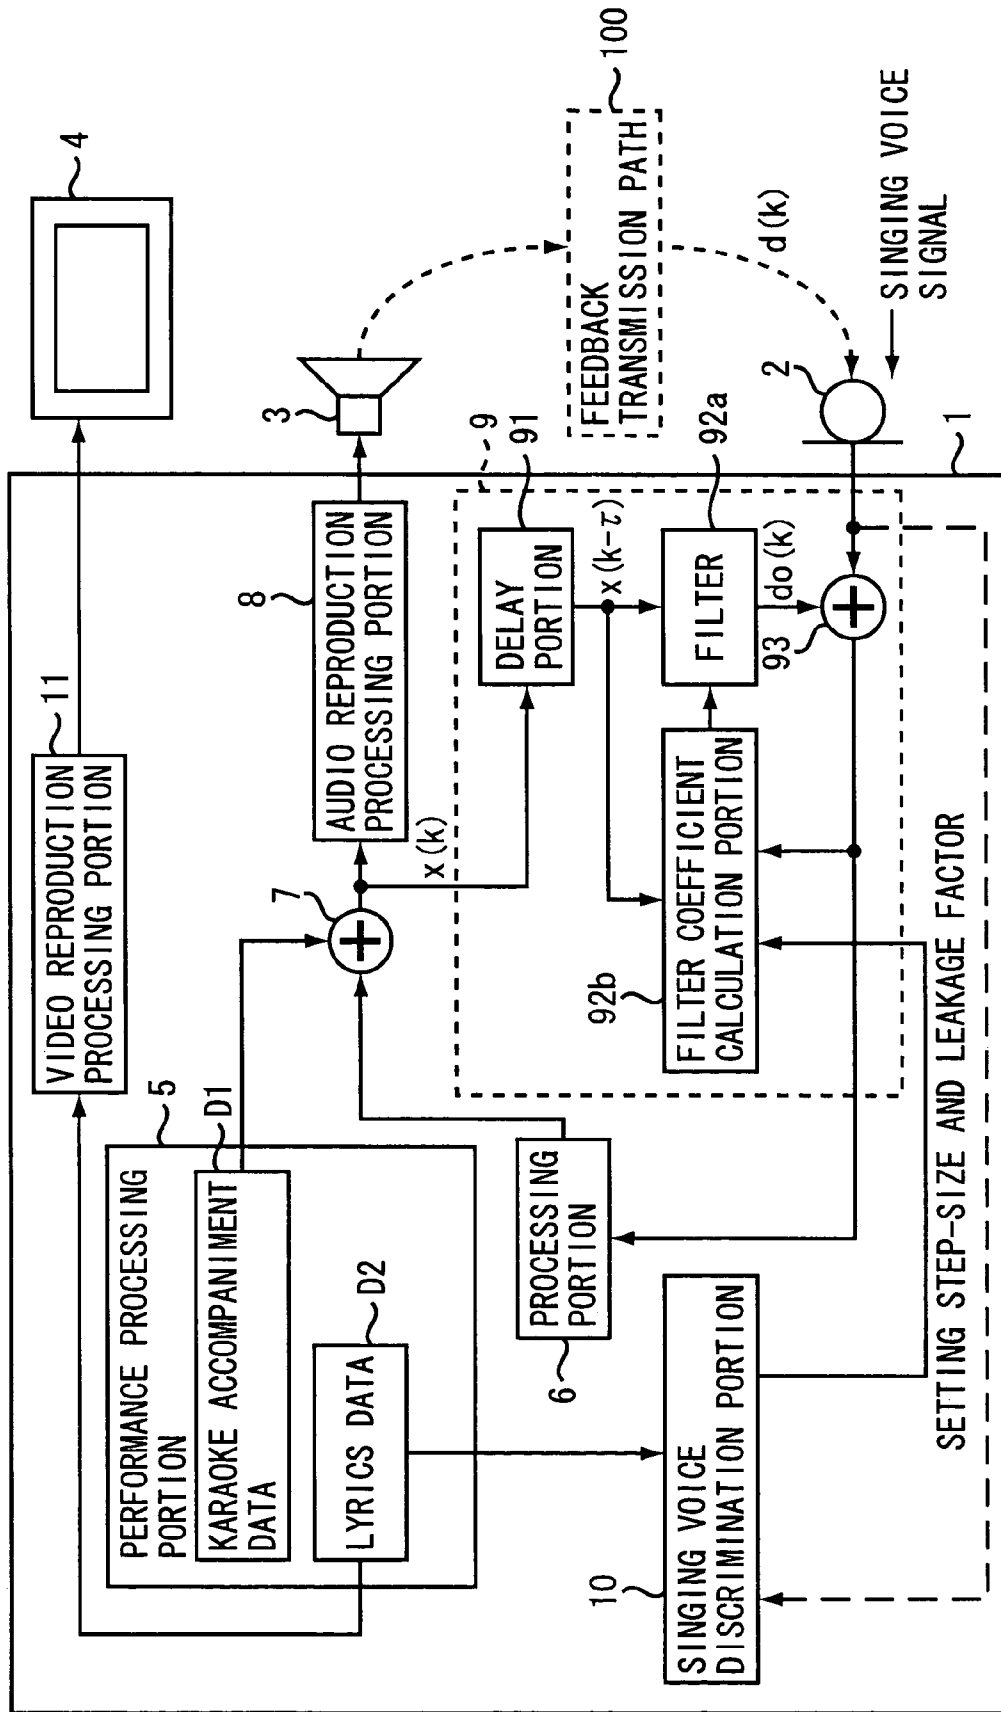 4
11
VIDEO REPRODUCTION
PROCESSING PORTION
5
PERFORMANCE PROCESSING
PORTION
D1
KARAOKE ACCOMPANIMENT
DATA
D2
LYRICS DATA
7
x(k)
8
AUDIO REPRODUCTION
PROCESSING PORTION
3
100
FEEDBACK
TRANSMISSION PATH
d(k)
9
91
DELAY
PORTION
x(k-τ)
92a
FILTER
do(k)
92b
FILTER COEFFICIENT
CALCULATION PORTION
93
2
SINGING VOICE
SIGNAL
1
PROCESSING
PORTION
6
10
SINGING VOICE
DISCRIMINATION PORTION
SETTING STEP-SIZE AND LEAKAGE FACTOR